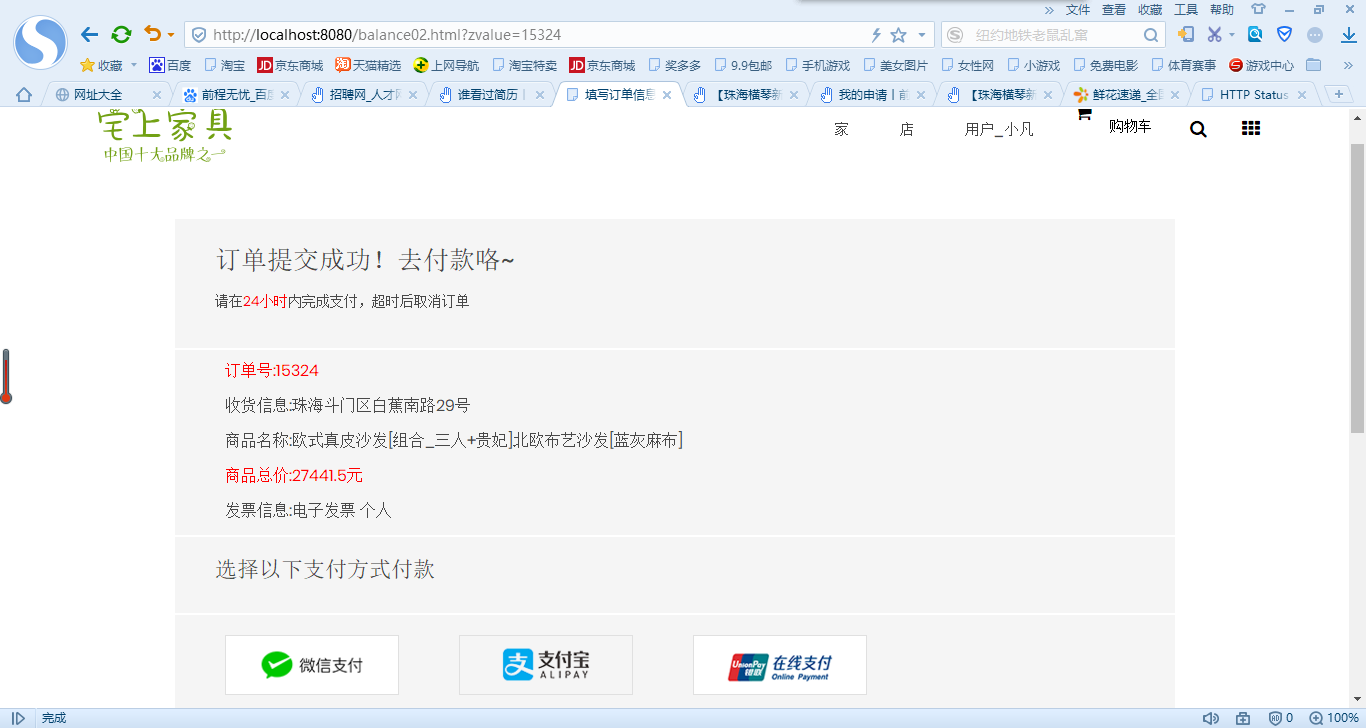 » 文件 查看 收藏 工具 帮助
http://localhost:8080/balance02.html?zvalue=15324 纽约地铁老鼠乱窜
收藏 百度 淘宝 JD 京东商城 淘 天猫精选 上网导航 淘宝特卖 JD 京东商城 奖多多 9.9包邮 手机游戏 美女图片 女性网 小游戏 免费电影 体育赛事 游戏中心 »
网址大全 前程无忧_百度 招聘网_人才网 谁看过简历 填写订单信息 【珠海横琴新 我的申请 | 前 【珠海横琴新 鲜花速递_全国 HTTP Status
宅上家具
中国十大品牌之一
家 店 用户_小凡 购物车
订单提交成功！去付款咯~
请在24小时内完成支付，超时后取消订单
订单号:15324
收货信息:珠海斗门区白蕉南路29号
商品名称:欧式真皮沙发[组合_三人+贵妃]北欧布艺沙发[蓝灰麻布]
商品总价:27441.5元
发票信息:电子发票 个人
选择以下支付方式付款
微信支付
支付宝
ALIPAY
UnionPay
银联
在线支付
Online Payment
完成 0 100%